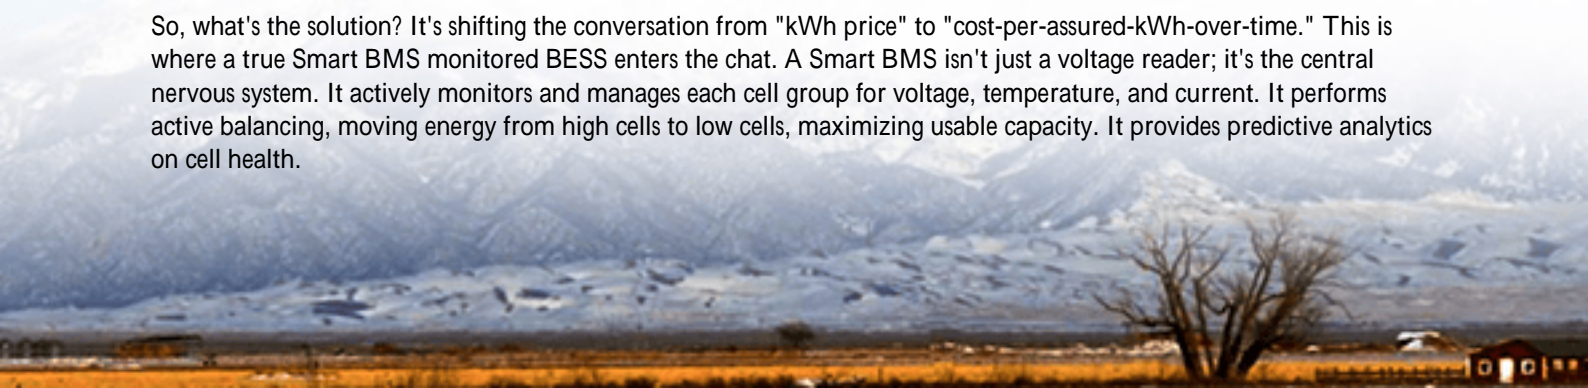 So, what's the solution? It's shifting the conversation from "kWh price" to "cost-per-assured-kWh-over-time." This is
where a true Smart BMS monitored BESS enters the chat. A Smart BMS isn't just a voltage reader; it's the central
nervous system. It actively monitors and manages each cell group for voltage, temperature, and current. It performs
active balancing, moving energy from high cells to low cells, maximizing usable capacity. It provides predictive analytics
on cell health.